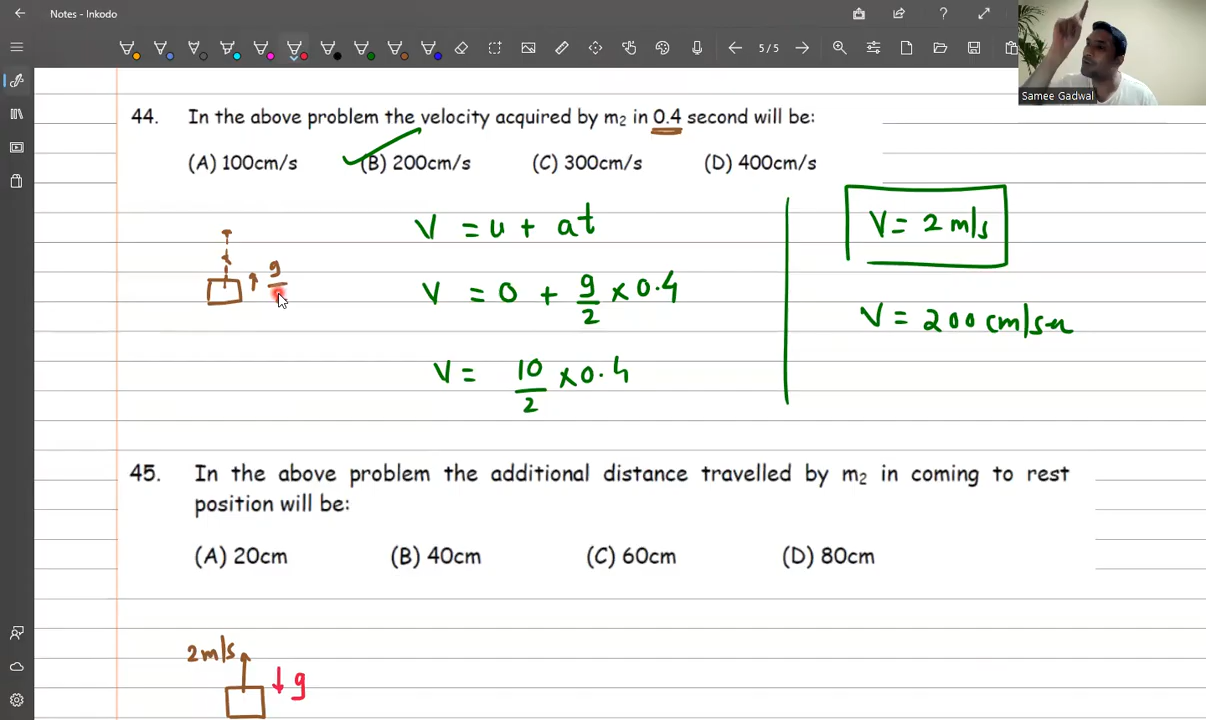 Notes - Inkodo
5/5
Samee Gadwal
44. In the above problem the velocity acquired by m₂ in 0.4 second will be:
(A) 100cm/s (B) 200cm/s (C) 300cm/s (D) 400cm/s
V = u + at
V = 2 m/s
g
V = 0 + g/2 × 0.4
V = 200 cm/sec
V = 10/2 × 0.4
45. In the above problem the additional distance travelled by m₂ in coming to rest
position will be:
(A) 20cm (B) 40cm (C) 60cm (D) 80cm
2m/s
↓ g